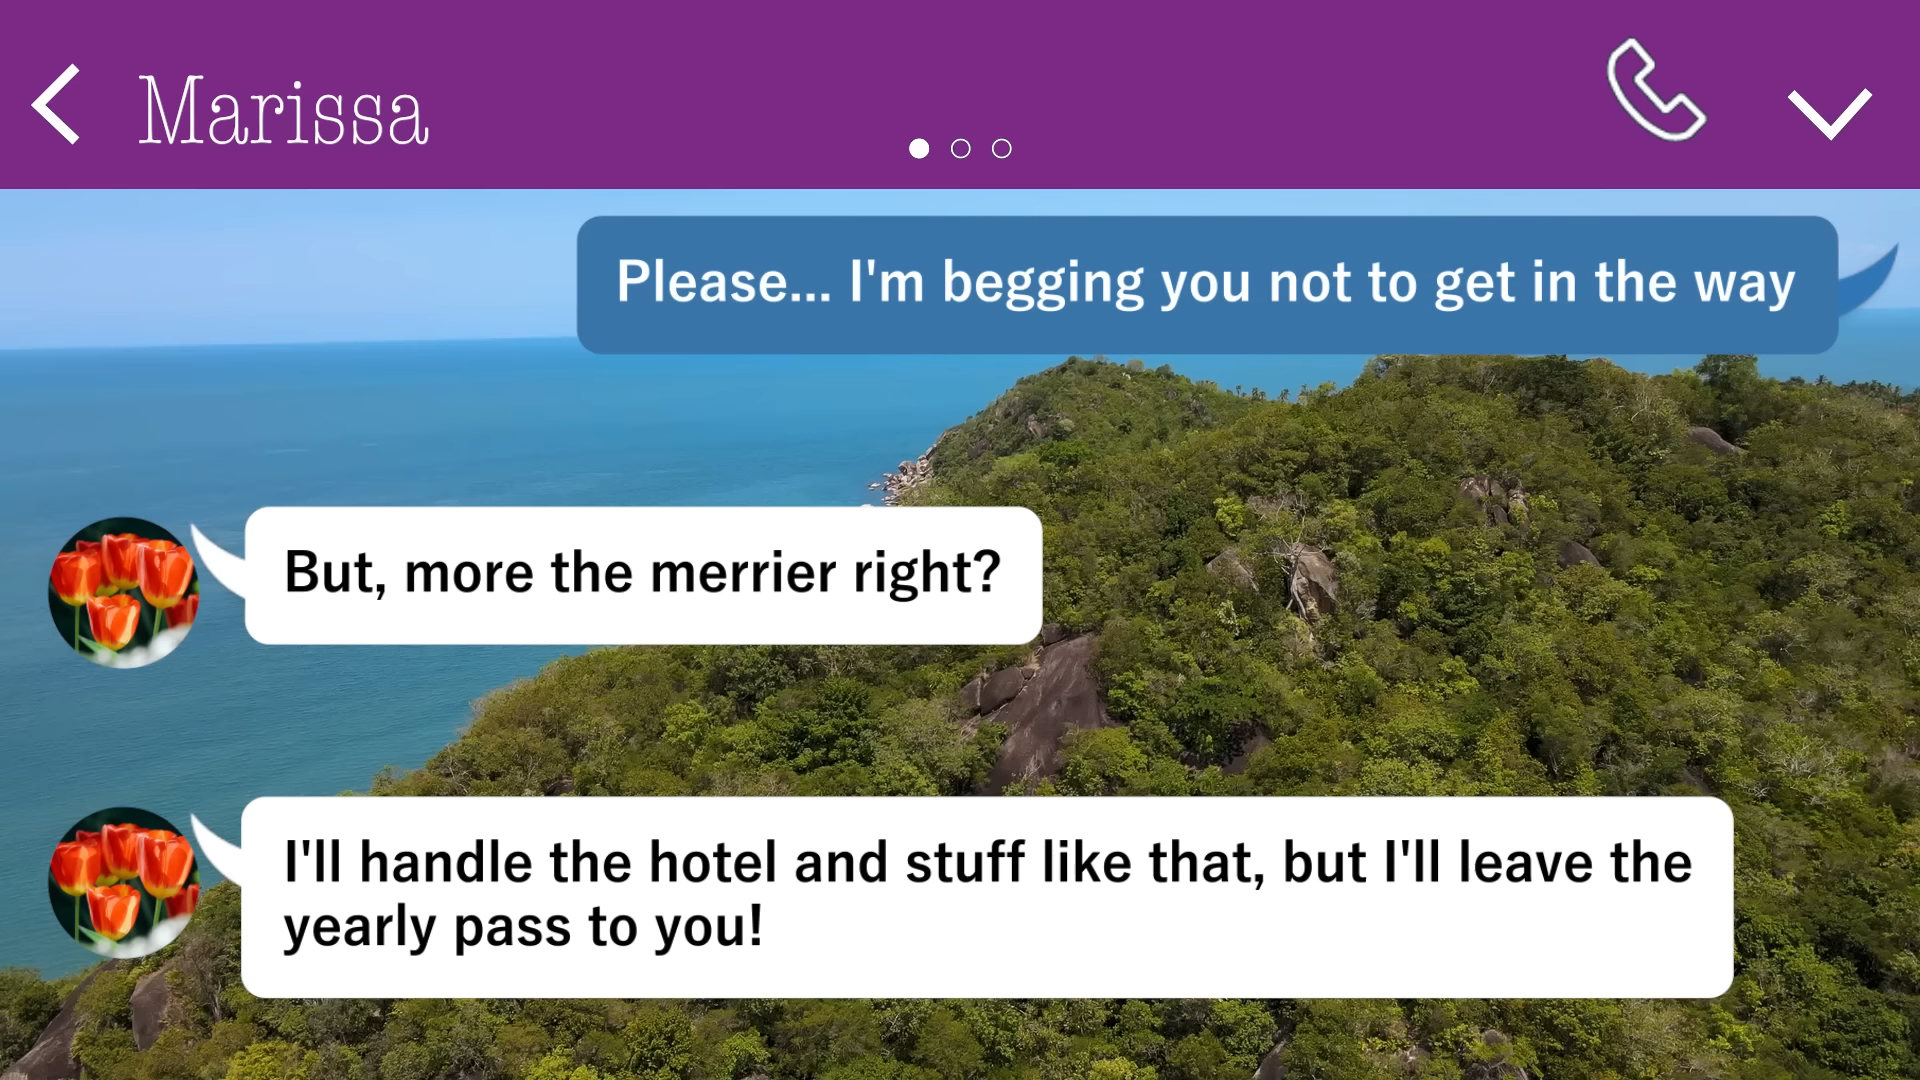 Marissa
Please... I'm begging you not to get in the way
But, more the merrier right?
I'll handle the hotel and stuff like that, but I'll leave the
yearly pass to you!